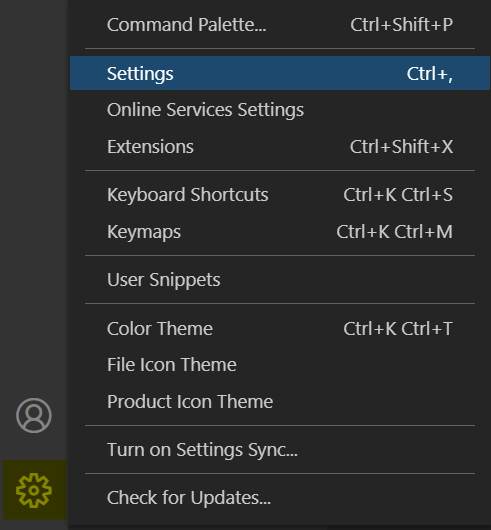 Command Palette... Ctrl+Shift+P
Settings Ctrl+,
Online Services Settings
Extensions Ctrl+Shift+X
Keyboard Shortcuts Ctrl+K Ctrl+S
Keymaps Ctrl+K Ctrl+M
User Snippets
Color Theme Ctrl+K Ctrl+T
File Icon Theme
Product Icon Theme
Turn on Settings Sync...
Check for Updates...